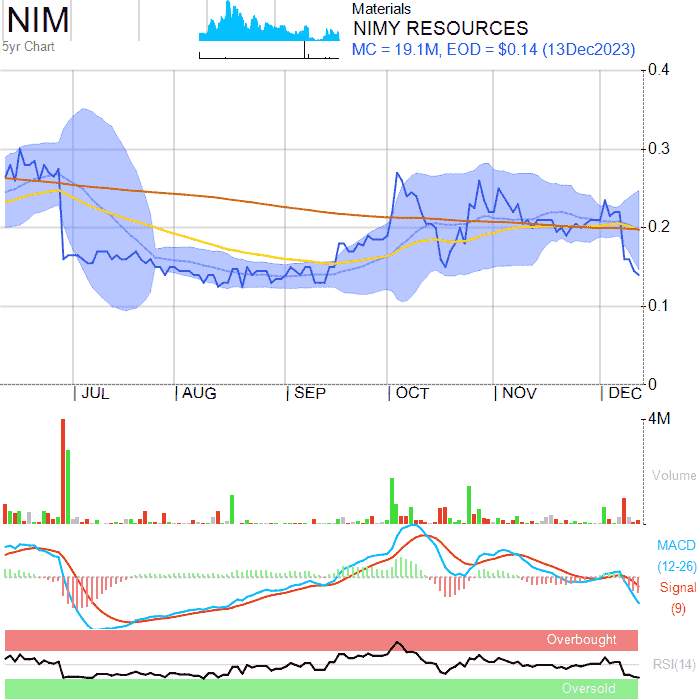 NIM
5yr Chart
Materials
NIMY RESOURCES
MC = 19.1M, EOD = $0.14 (13Dec2023)
0.4
0.3
0.2
0.1
0
JUL AUG SEP OCT NOV DEC
4M
Volume
MACD
(12-26)
Signal
(9)
Overbought
RSI(14)
Oversold